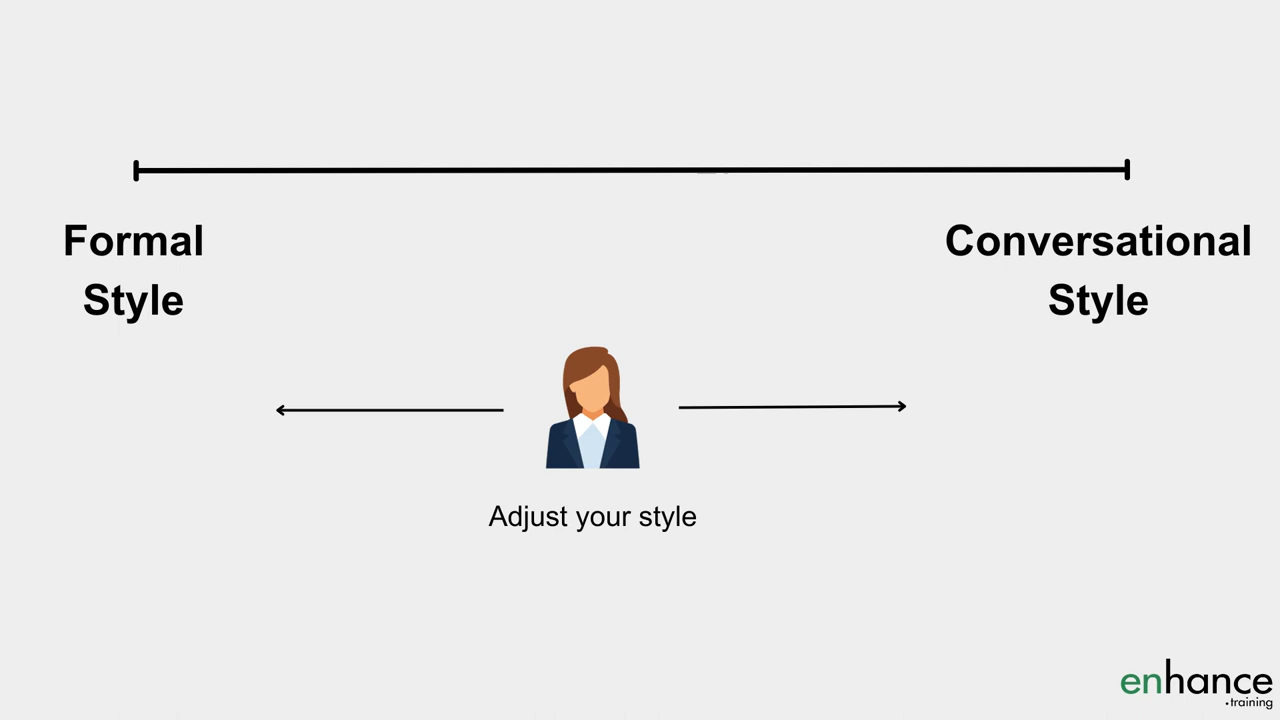 Formal
Style
Conversational
Style
Adjust your style
enhance
.training